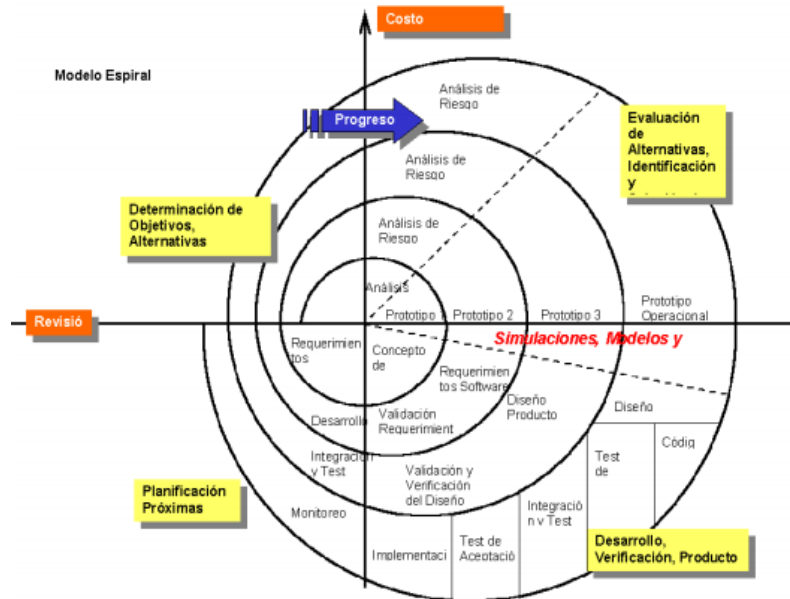 Costo
Modelo Espiral
Análisis de
Riesgo
Progreso
Evaluación
de
Alternativas,
Identificación
y
Análisis de
Riesgo
Determinación de
Objetivos,
Alternativas
Análisis de
Riesgo
Análisis
Prototipo
Prototipo 2
Prototipo 3
Prototipo
Operacional
Revisió
Simulaciones, Modelos y
Requerimien
tos
Concepto
de
Requerimien
tos Software
Diseño
Producto
Diseño
Desarrollo
Validación
Requerimient
Integración
y Test
Validación y
Verificación
del Diseño
Test
de
Códig
Planificación
Próximas
Monitoreo
Integració
n y Test
Implementaci
Test de
Aceptació
Desarrollo,
Verificación, Producto